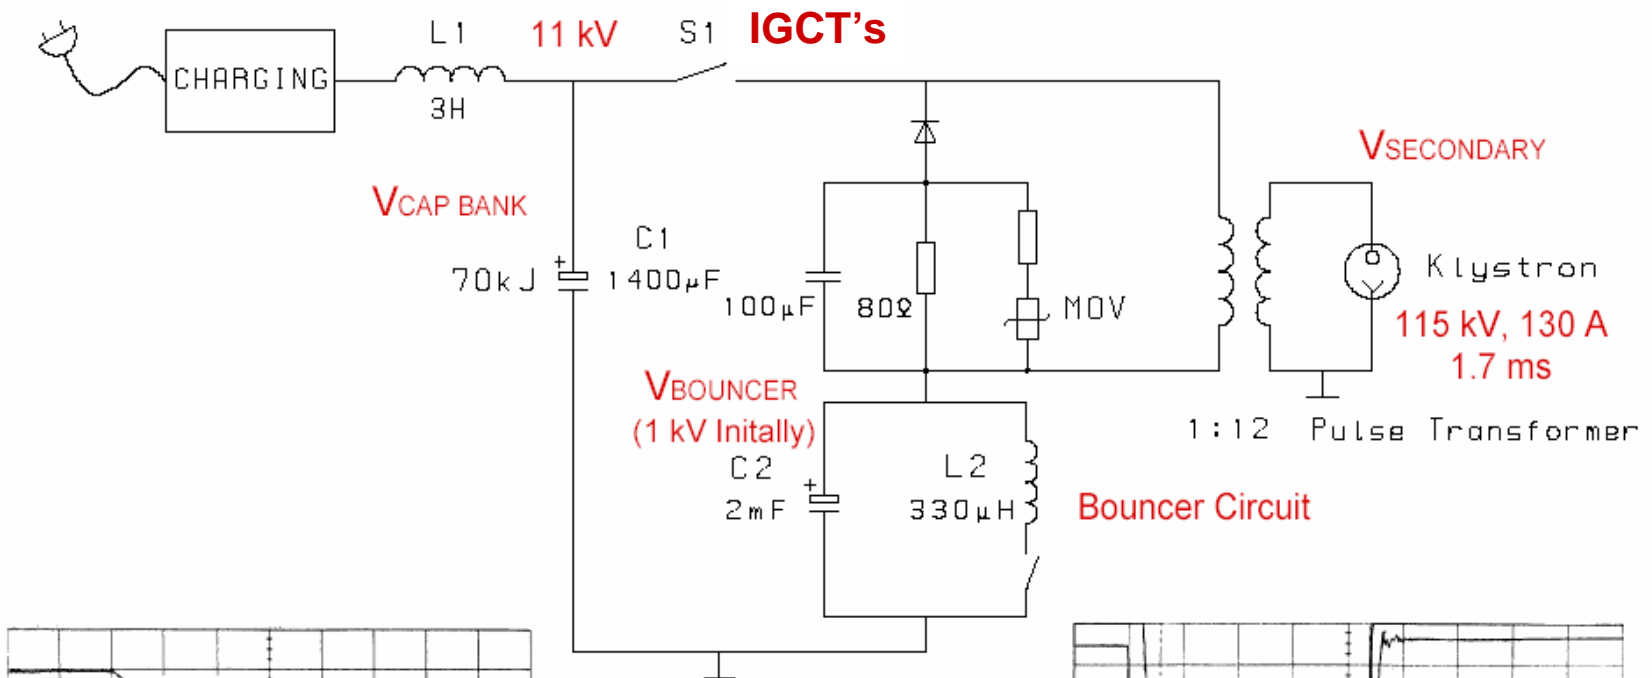 L1
11 kV
S1
IGCT's
CHARGING
3H
VSECONDARY
VCAP BANK
C1
70kJ
+
1400µF
100µF
80Ω
MOV
Klystron
115 kV, 130 A
1.7 ms
VBOUNCER
(1 kV Initally)
1:12 Pulse Transformer
C2
+
2mF
L2
330µH
Bouncer Circuit